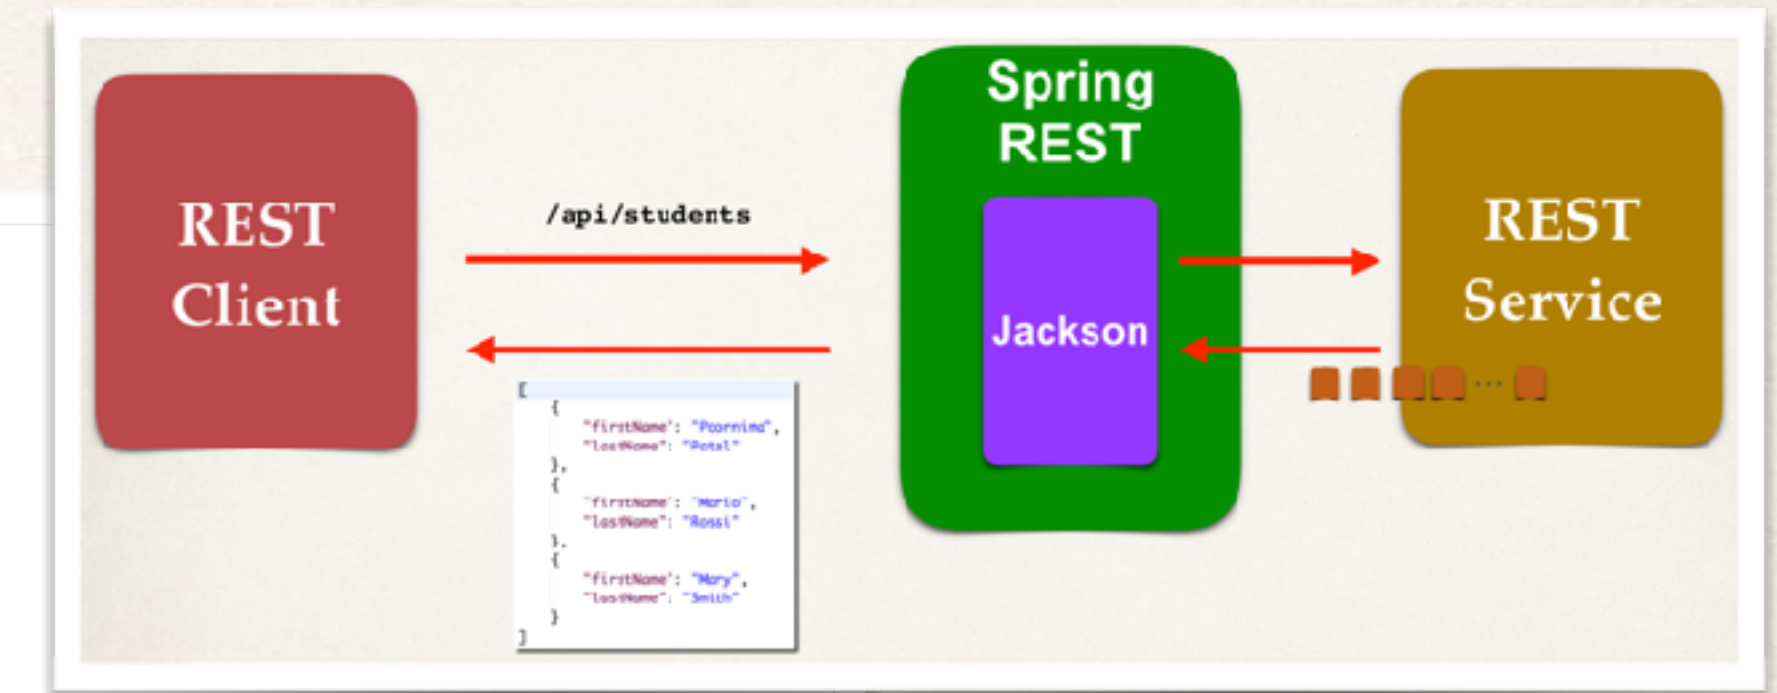 REST
Client
/api/students
[
{
"firstName": "Poornima",
"lastName": "Patel"
},
{
"firstName": "Mario",
"lastName": "Rossi"
},
{
"firstName": "Mary",
"lastName": "Smith"
}
]
Spring
REST
Jackson
REST
Service
...